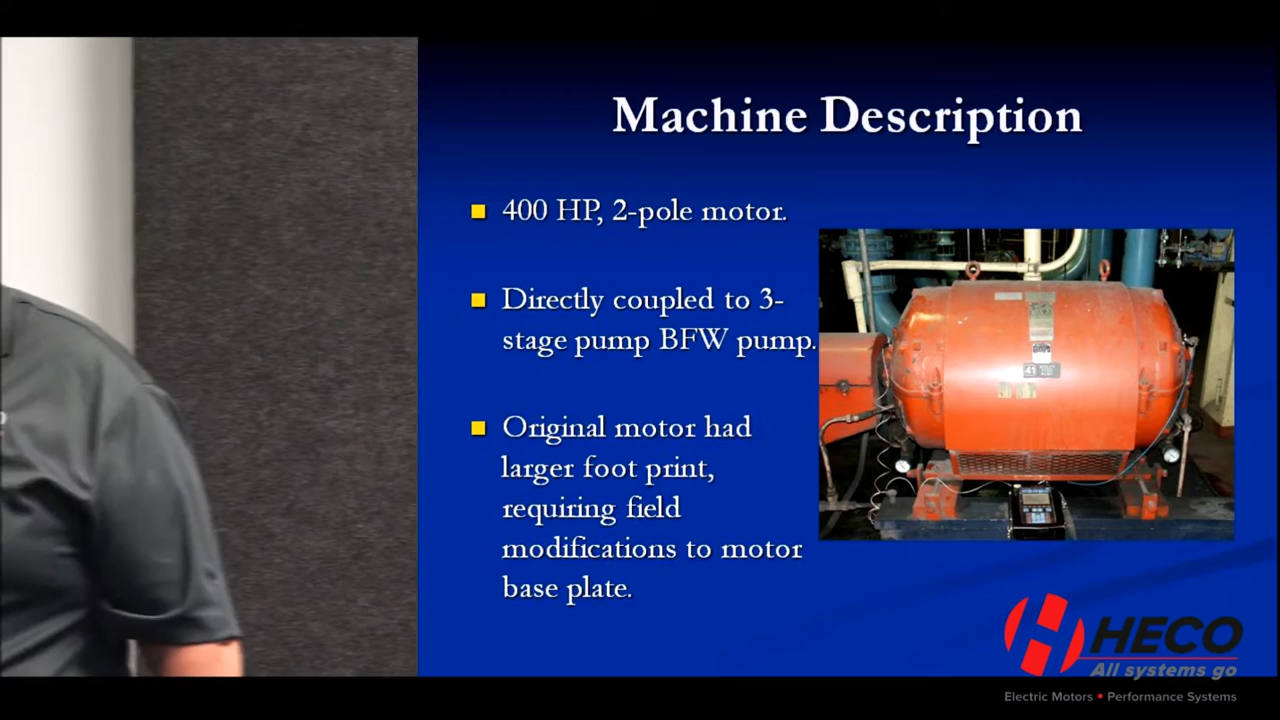 Machine Description
400 HP, 2-pole motor.
Directly coupled to 3-
stage pump BFW pump.
Original motor had
larger foot print,
requiring field
modifications to motor
base plate.
41
HECO
All systems go
Electric Motors • Performance Systems